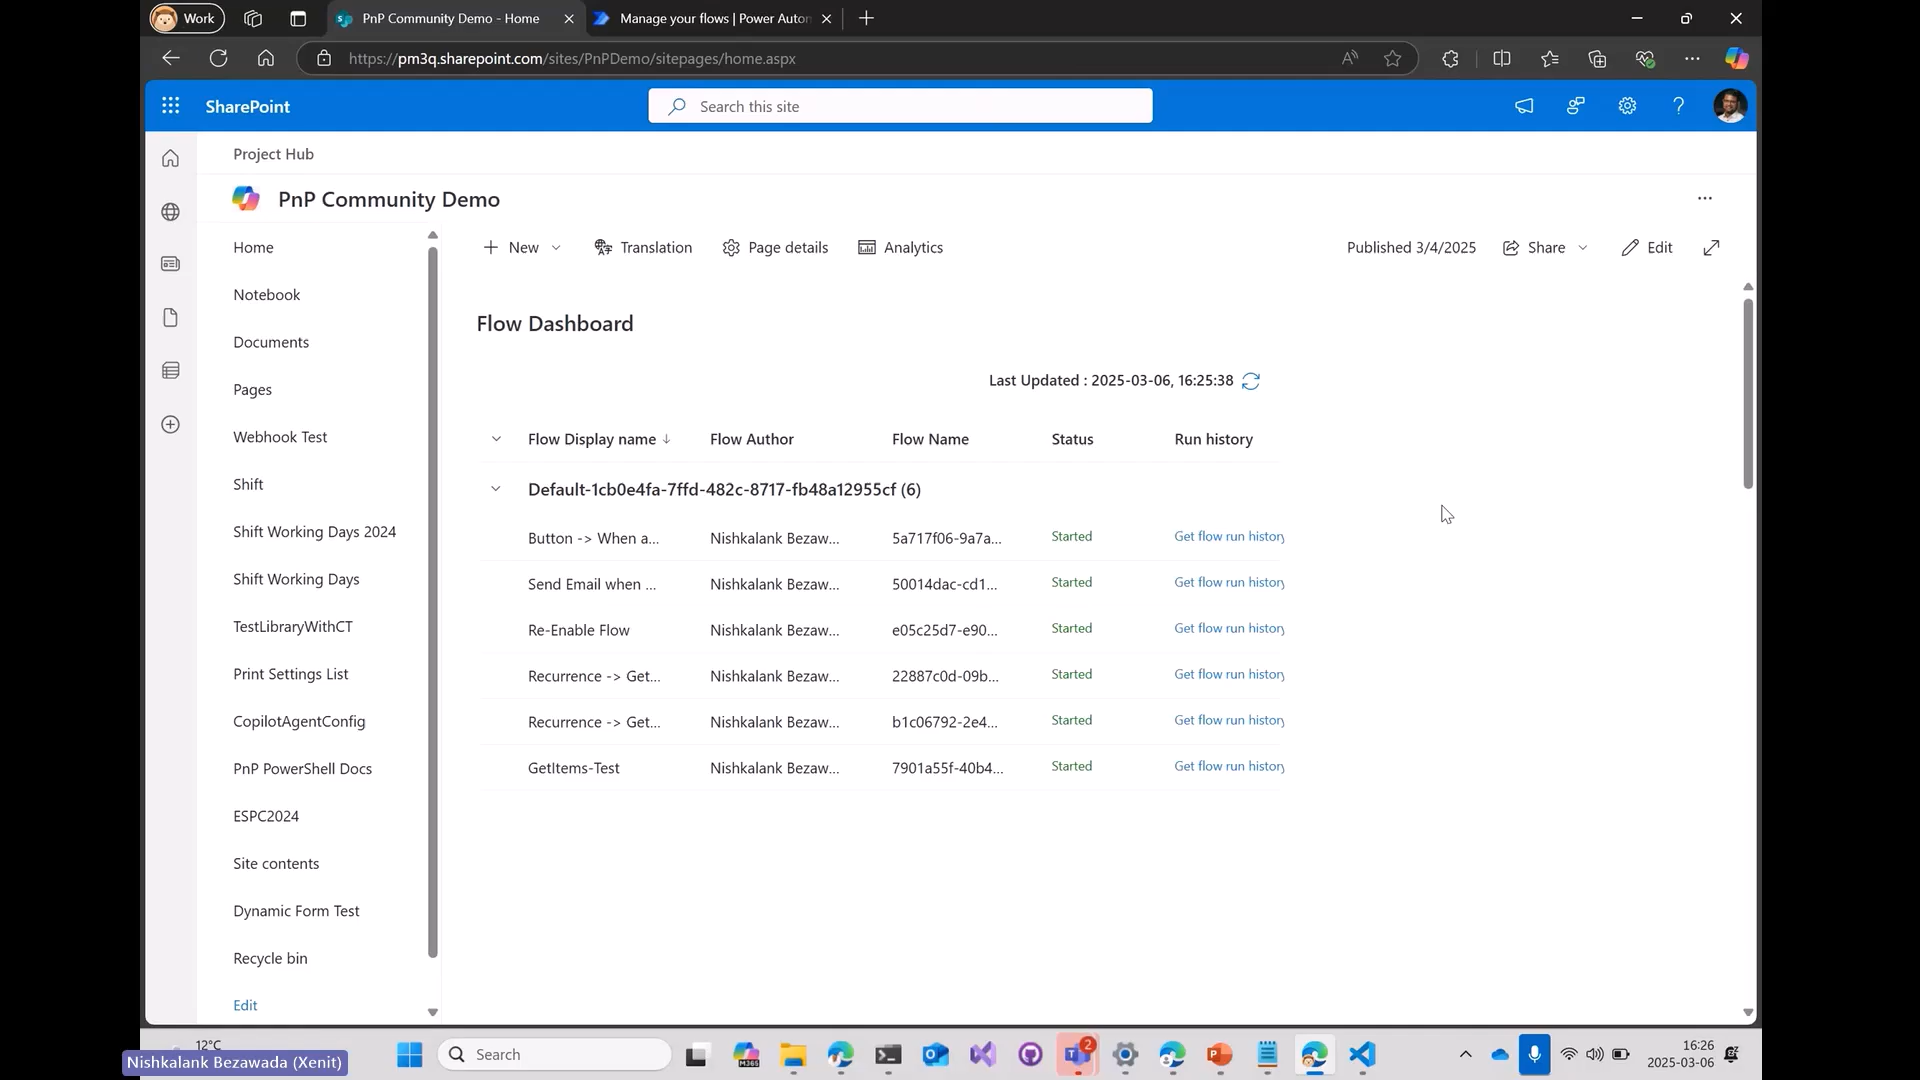 Work
PnP Community Demo - Home
Manage your flows | Power Auton
https://pm3q.sharepoint.com/sites/PnPDemo/sitepages/home.aspx
SharePoint
Search this site
Project Hub
PnP Community Demo
Home
Notebook
Documents
Pages
Webhook Test
Shift
Shift Working Days 2024
Shift Working Days
TestLibraryWithCT
Print Settings List
CopilotAgentConfig
PnP PowerShell Docs
ESPC2024
Site contents
Dynamic Form Test
Recycle bin
Edit
New Translation Page details Analytics Published 3/4/2025 Share Edit
Flow Dashboard
Last Updated : 2025-03-06, 16:25:38
Flow Display name Flow Author Flow Name Status Run history
Default-1cb0e4fa-7ffd-482c-8717-fb48a12955cf (6)
Button -> When a... Nishkalank Bezaw... 5a717f06-9a7a... Started Get flow run history
Send Email when ... Nishkalank Bezaw... 50014dac-cd1... Started Get flow run history
Re-Enable Flow Nishkalank Bezaw... e05c25d7-e90... Started Get flow run history
Recurrence -> Get... Nishkalank Bezaw... 22887c0d-09b... Started Get flow run history
Recurrence -> Get... Nishkalank Bezaw... b1c06792-2e4... Started Get flow run history
GetItems-Test Nishkalank Bezaw... 7901a55f-40b4... Started Get flow run history
12°C
Nishkalank Bezawada (Xenit)
Search
M365
2
16:26
2025-03-06